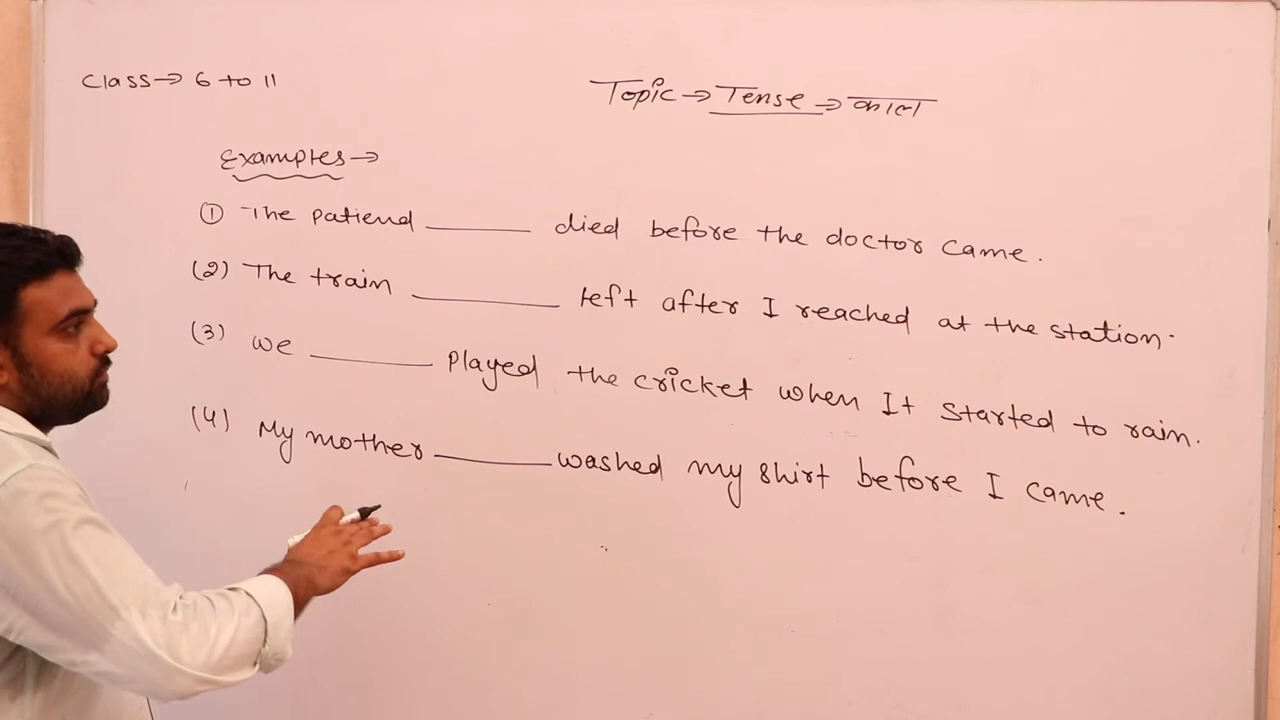 Class → 6 to 11
Topic → Tense → काल
Examples →
① The patiend ______ died before the doctor came.
(2) The train ______ left after I reached at the station.
(3) we ______ Played the cricket when It started to rain.
(4) My mother ______ washed my shirt before I came.